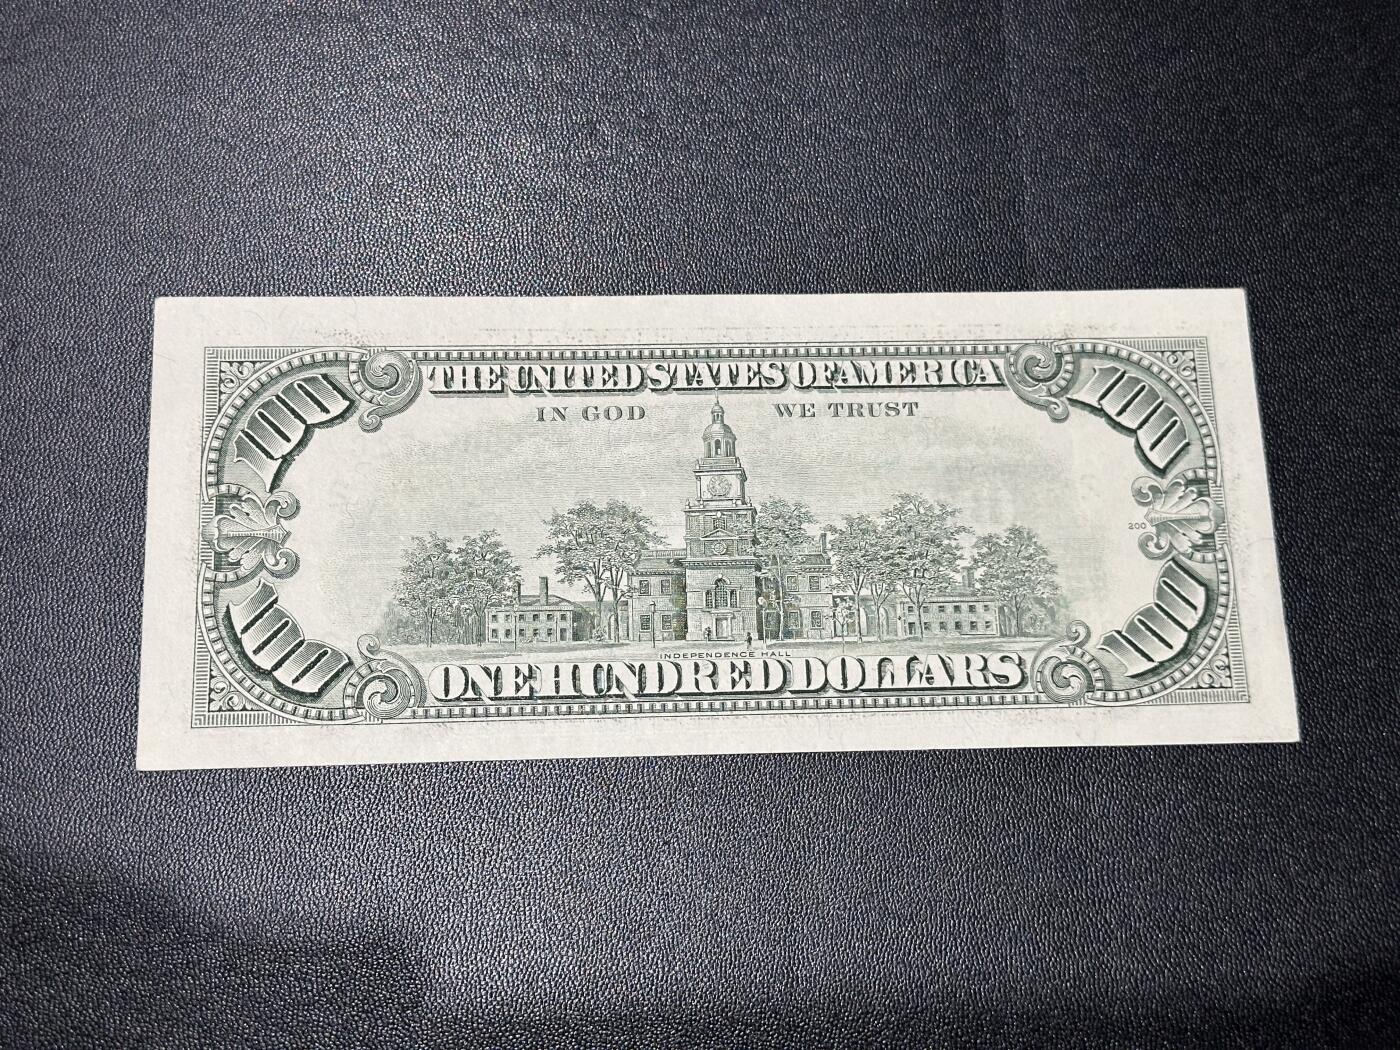 THE UNITED STATES OF AMERICA
IN GOD WE TRUST
100
100
200
100
100
INDEPENDENCE HALL
ONE HUNDRED DOLLARS